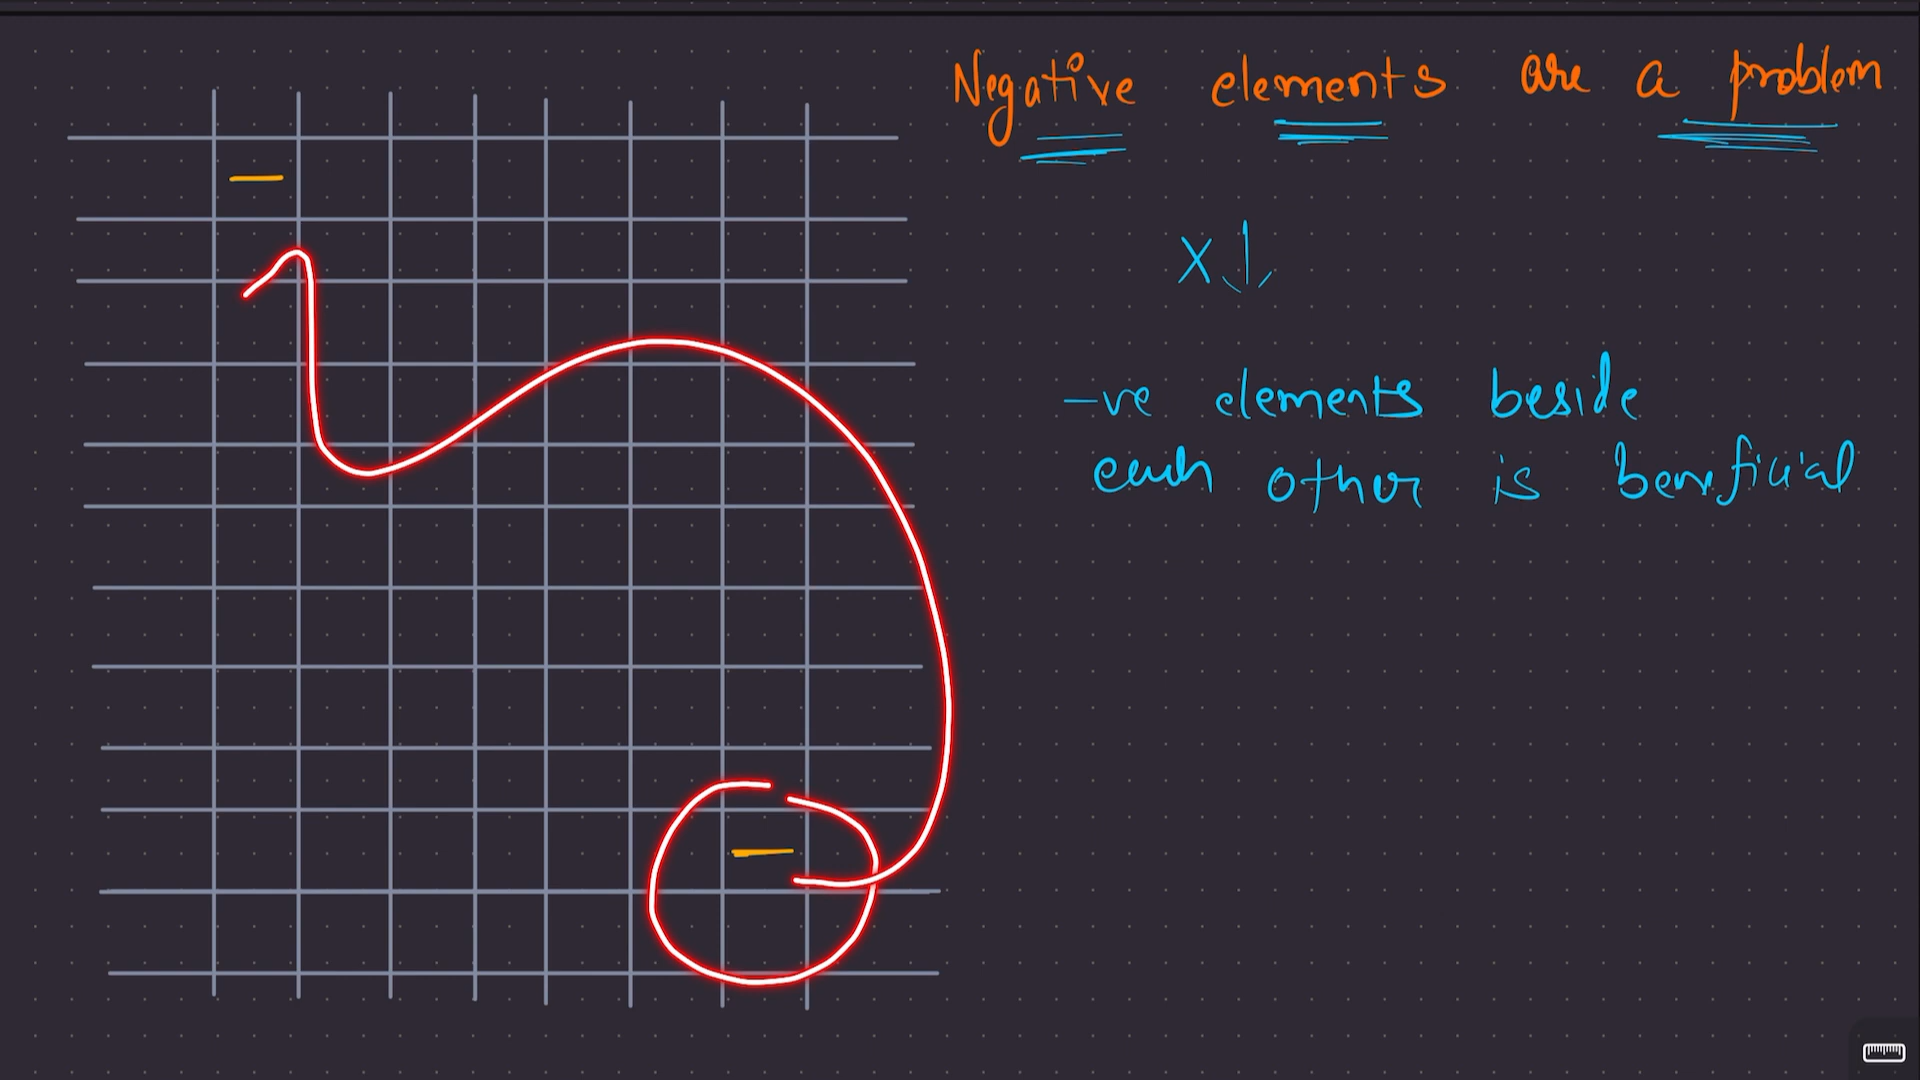 Negative elements are a problem
X↓
-ve elements beside
each other is beneficial